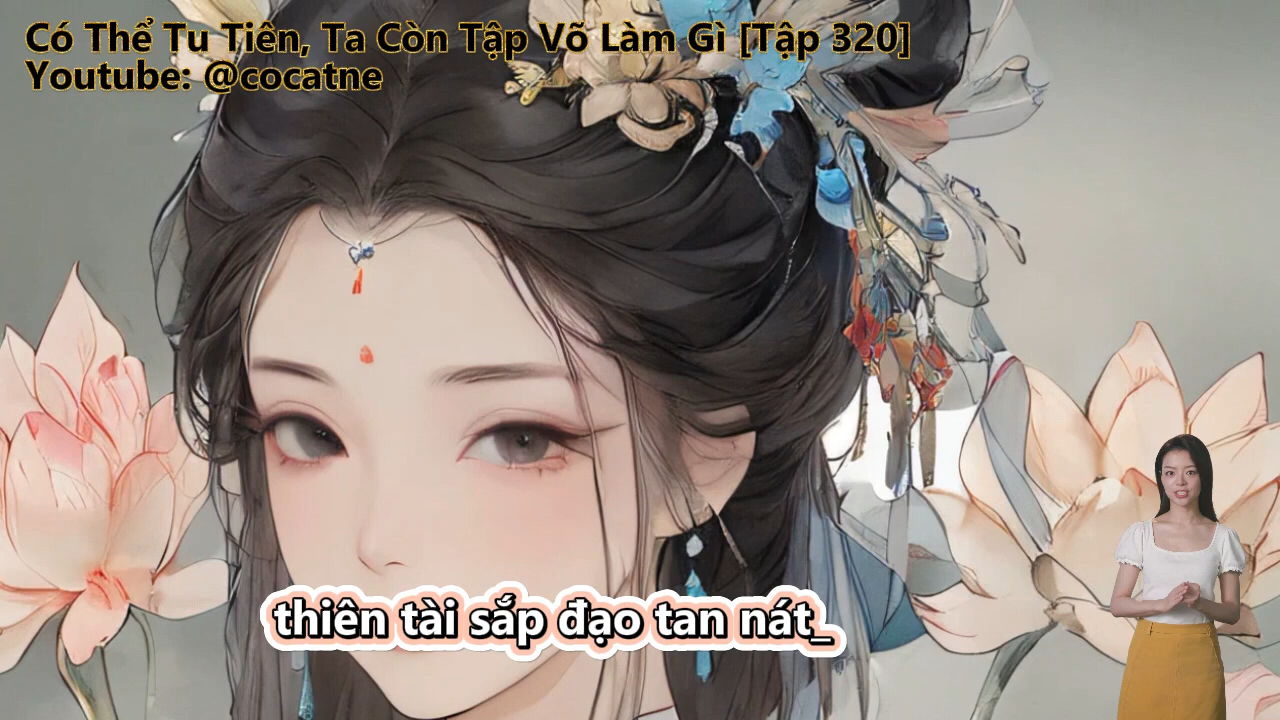 Có Thể Tu Tiên, Ta Còn Tập Võ Làm Gì [Tập 320]
Youtube: @cocatne
thiên tài sắp đạo tan nát_